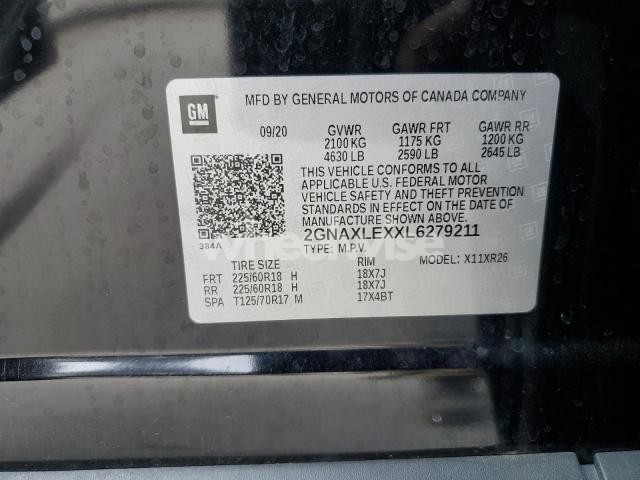 GM
MFD BY GENERAL MOTORS OF CANADA COMPANY
09/20 GVWR GAWR FRT GAWR RR
2100 KG 1175 KG 1200 KG
4630 LB 2590 LB 2645 LB
THIS VEHICLE CONFORMS TO ALL
APPLICABLE U.S. FEDERAL MOTOR
VEHICLE SAFETY AND THEFT PREVENTION
STANDARDS IN EFFECT ON THE DATE OF
MANUFACTURE SHOWN ABOVE.
2GNAXLEXXL6279211
384A
TYPE: M.P.V.
MODEL: X11XR26
TIRE SIZE RIM
FRT 225/60R18 H 18X7J
RR 225/60R18 H 18X7J
SPA T125/70R17 M 17X4BT